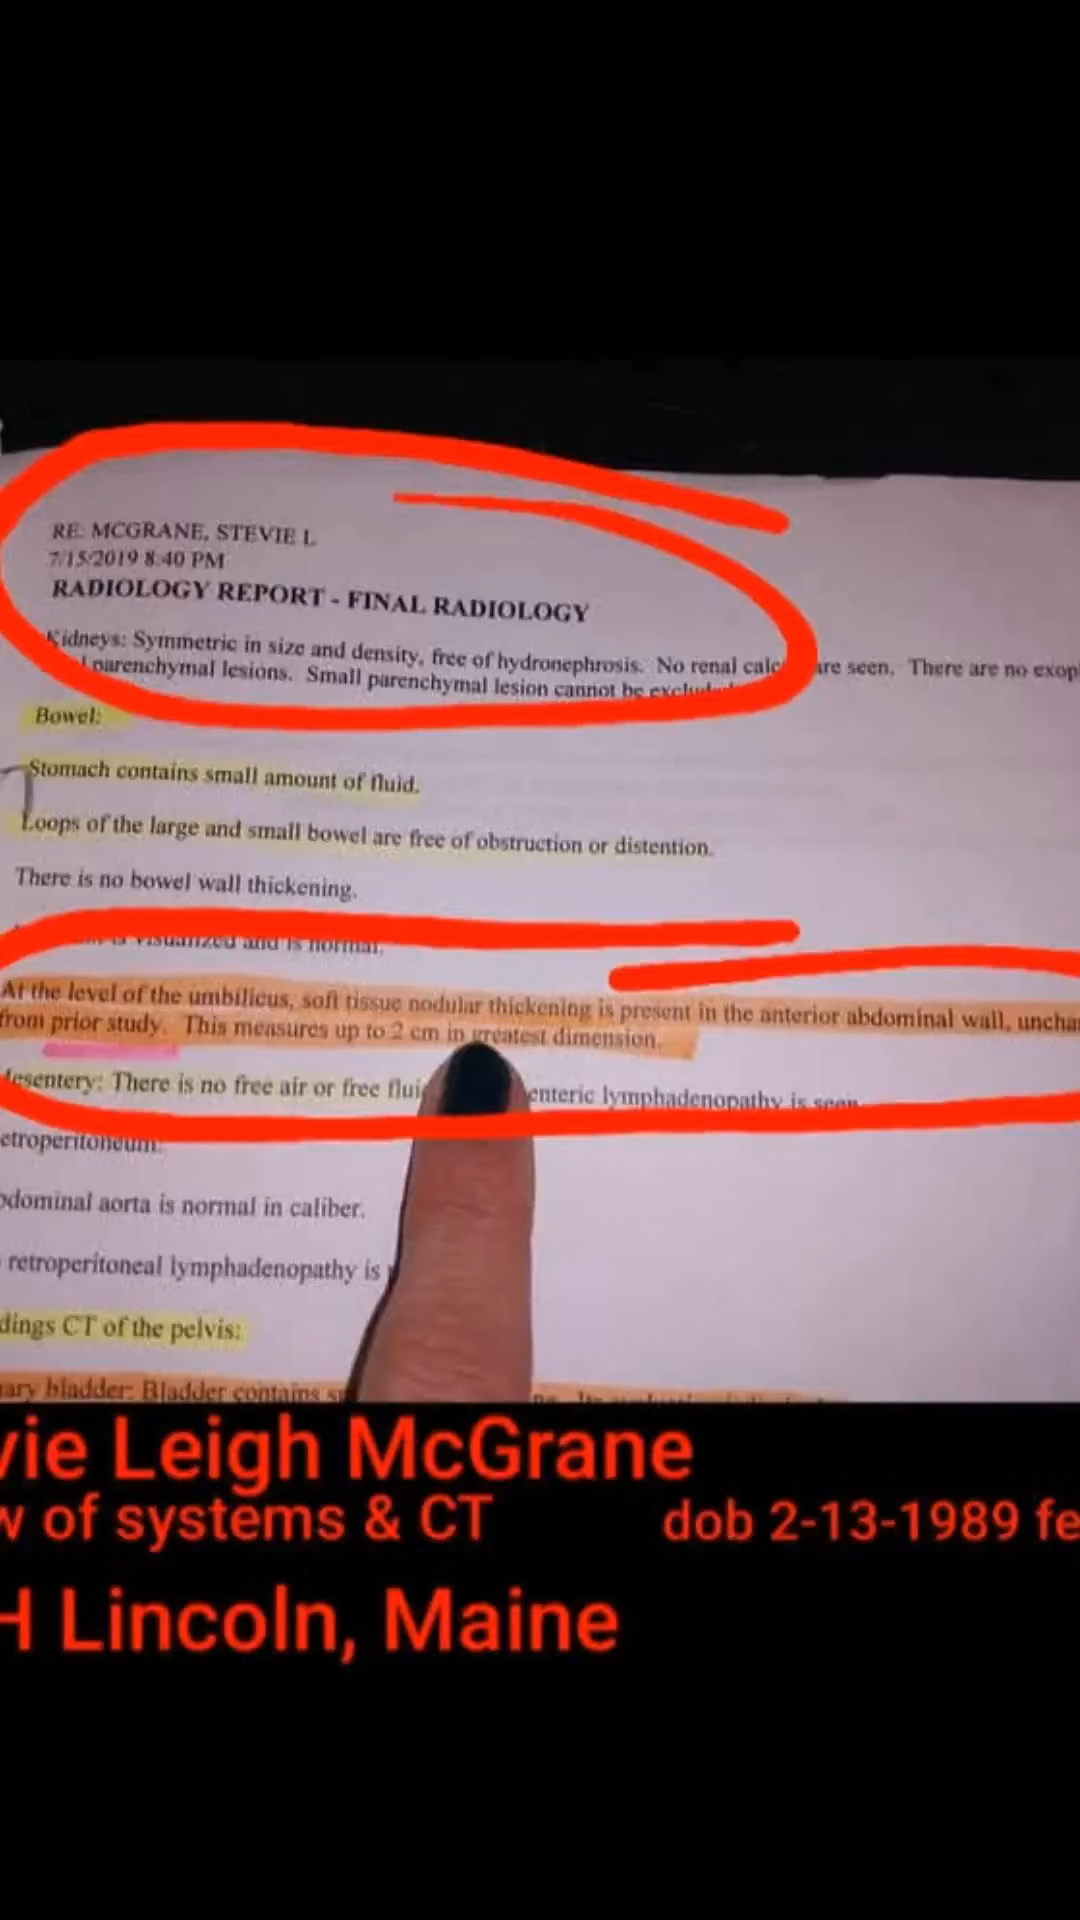 RE: MCGRANE, STEVIE L
7/15/2019 8:40 PM
RADIOLOGY REPORT - FINAL RADIOLOGY
Kidneys: Symmetric in size and density, free of hydronephrosis. No renal calc are seen. There are no exop
parenchymal lesions. Small parenchymal lesion cannot be
Bowel:
Stomach contains small amount of fluid.
Loops of the large and small bowel are free of obstruction or distention.
There is no bowel wall thickening.
is visualized and is normal.
At the level of the umbilicus, soft tissue nodular thickening is present in the anterior abdominal wall, uncha
from prior study. This measures up to 2 cm in greatest dimension.
esentery: There is no free air or free flui enteric lymphadenopathy is seen
etroperitoneum:
bdominal aorta is normal in caliber.
retroperitoneal lymphadenopathy is
dings CT of the pelvis:
ary bladder: Bladder contains
vie Leigh McGrane
w of systems & CT dob 2-13-1989 fe
H Lincoln, Maine